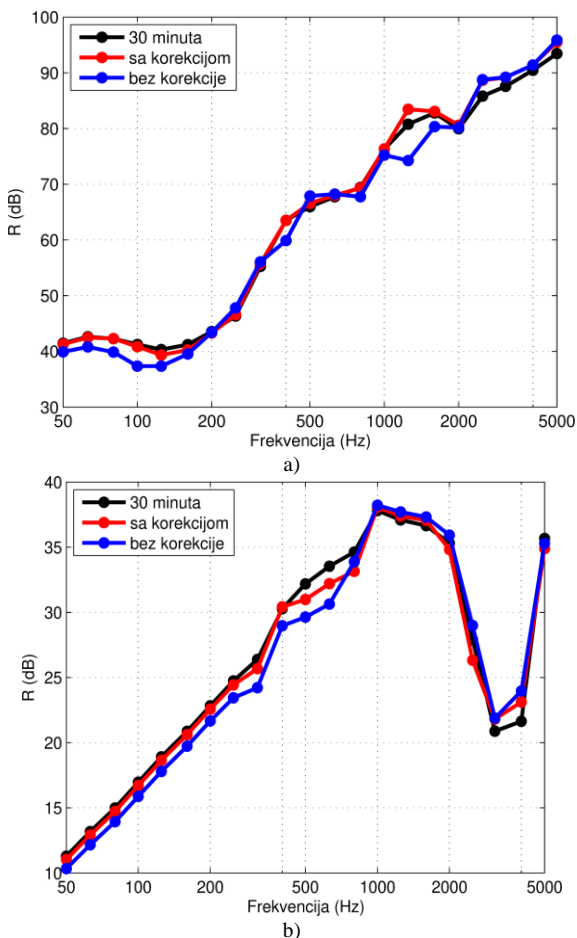 100
90
80
70
60
50
40
30
R (dB)
30 minuta
sa korekcijom
bez korekcije
50 100 200 500 1000 2000 5000
Frekvencija (Hz)
a)
40
35
30
25
20
15
10
R (dB)
30 minuta
sa korekcijom
bez korekcije
50 100 200 500 1000 2000 5000
Frekvencija (Hz)
b)